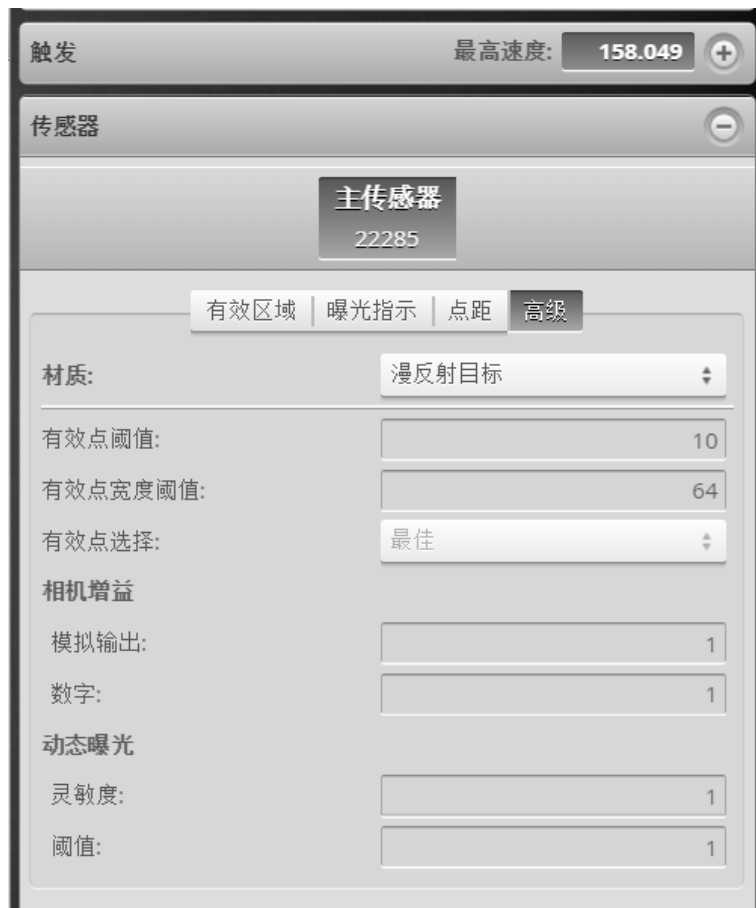 触发 最高速度: 158.049
传感器
主传感器
22285
有效区域 曝光指示 点距 高级
材质: 漫反射目标
有效点阈值: 10
有效点宽度阈值: 64
有效点选择: 最佳
相机增益
模拟输出: 1
数字: 1
动态曝光
灵敏度: 1
阈值: 1